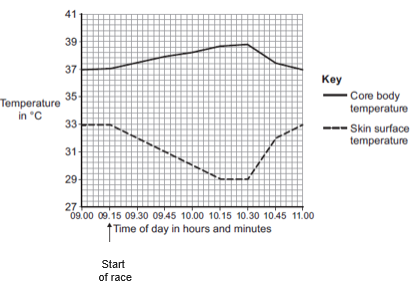 41
39
37
35
33
31
29
27
Temperature
in °C
09.00 09.15 09.30 09.45 10.00 10.15 10.30 10.45 11.00
Time of day in hours and minutes
Start
of race
Key
Core body
temperature
Skin surface
temperature